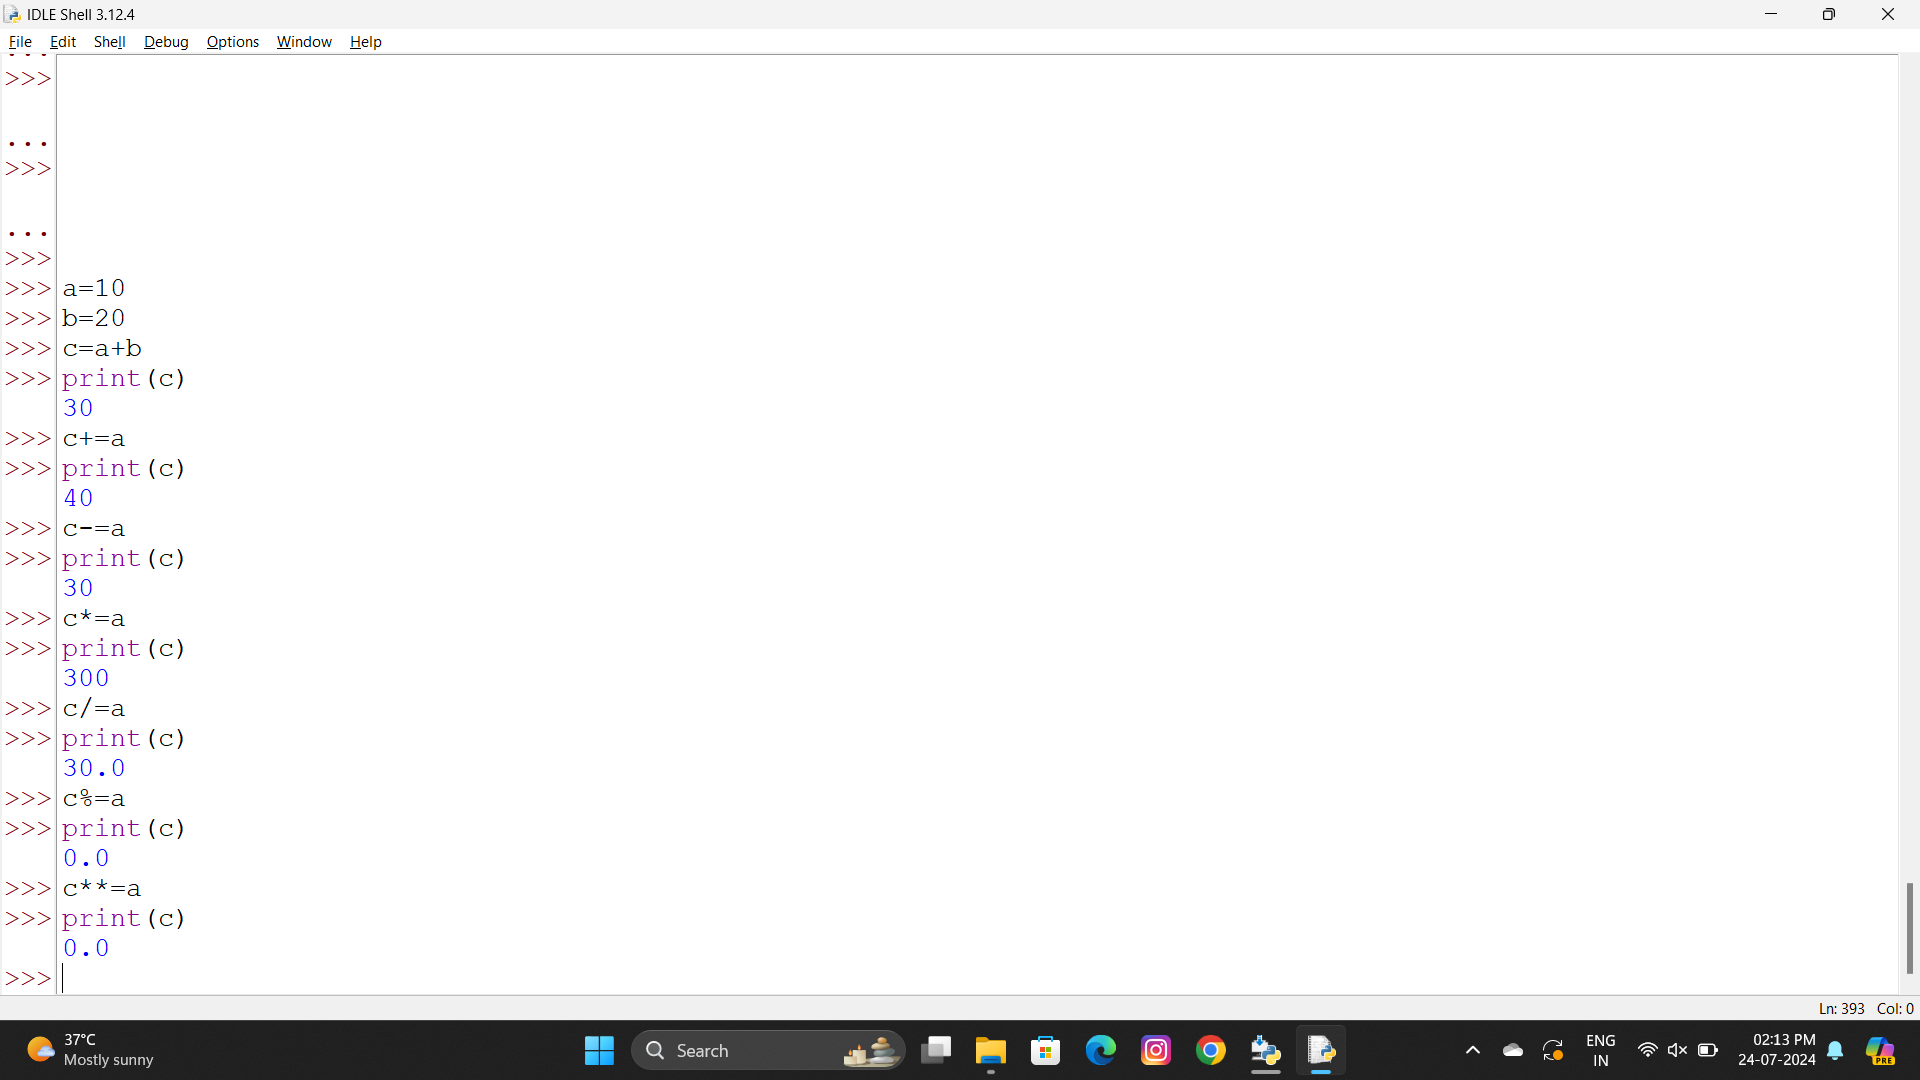 IDLE Shell 3.12.4
File Edit Shell Debug Options Window Help
...
>>>
...
>>>
...
>>>
>>> a=10
>>> b=20
>>> c=a+b
>>> print(c)
30
>>> c+=a
>>> print(c)
40
>>> c-=a
>>> print(c)
30
>>> c*=a
>>> print(c)
300
>>> c/=a
>>> print(c)
30.0
>>> c%=a
>>> print(c)
0.0
>>> c**=a
>>> print(c)
0.0
>>>
Ln: 393 Col: 0
37°C
Mostly sunny
Search
ENG
IN
02:13 PM
24-07-2024
PRE